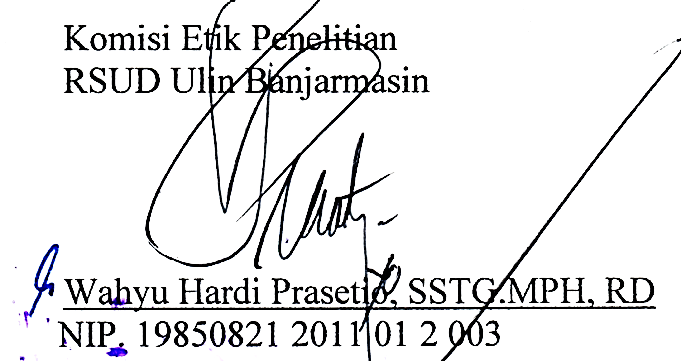 Komisi Etik Penelitian
RSUD Ulin Banjarmasin
Wahyu Hardi Prasetio, SSTG.MPH, RD
NIP. 19850821 2011 01 2 003